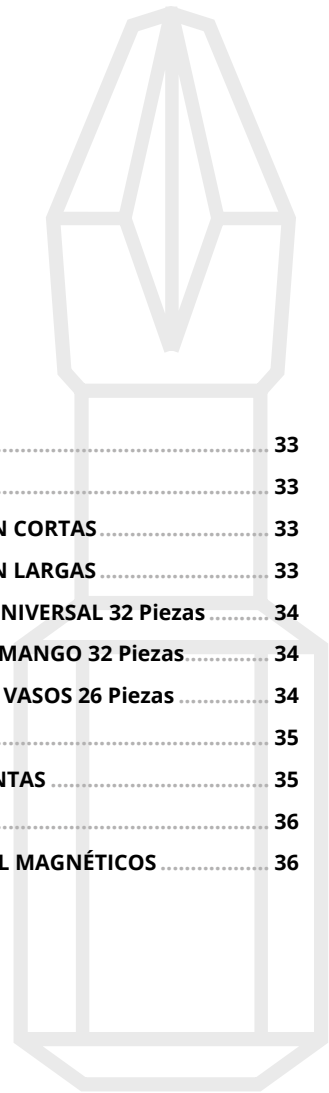 33
33
N CORTAS 33
N LARGAS 33
NIVERSAL 32 Piezas 34
MANGO 32 Piezas 34
VASOS 26 Piezas 34
35
NTAS 35
36
L MAGNÉTICOS 36